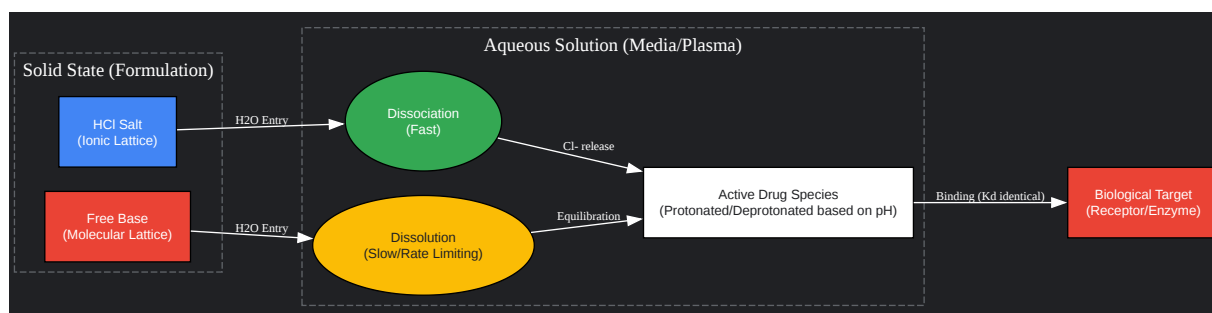 Aqueous Solution (Media/Plasma)
Solid State (Formulation)
HCl Salt
(Ionic Lattice)
H2O Entry
Dissociation
(Fast)
Cl- release
Free Base
(Molecular Lattice)
H2O Entry
Dissolution
(Slow/Rate Limiting)
Equilibration
Active Drug Species
(Protonated/Deprotonated based on pH)
Binding (Kd identical)
Biological Target
(Receptor/Enzyme)